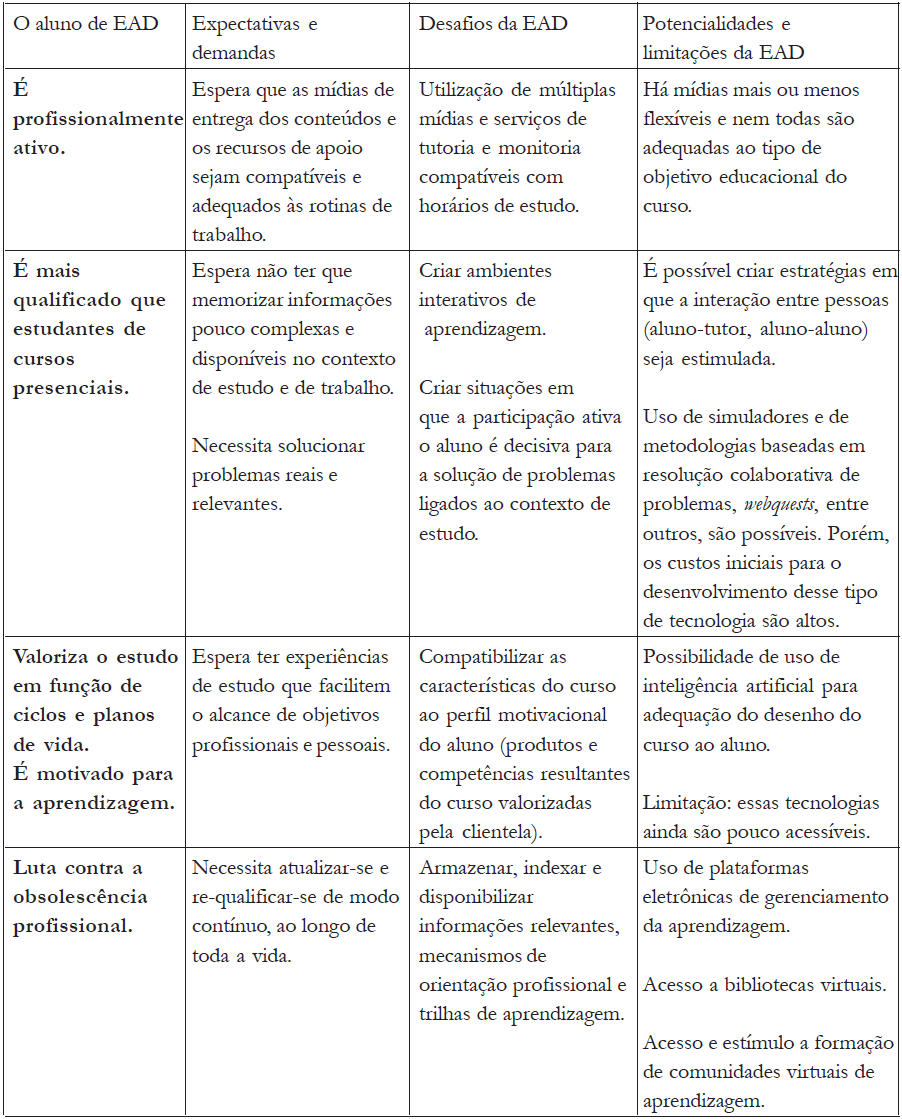 O aluno de EAD
Expectativas e
demandas
Desafios da EAD
Potencialidades e
limitações da EAD
É
profissionalmente
ativo.
Espera que as mídias de
entrega dos conteúdos e
os recursos de apoio
sejam compatíveis e
adequados às rotinas de
trabalho.
Utilização de múltiplas
mídias e serviços de
tutoria e monitoria
compatíveis com
horários de estudo.
Há mídias mais ou menos
flexíveis e nem todas são
adequadas ao tipo de
objetivo educacional do
curso.
É mais
qualificado que
estudantes de
cursos
presenciais.
Espera não ter que
memorizar informações
pouco complexas e
disponíveis no contexto
de estudo e de trabalho.
Necessita solucionar
problemas reais e
relevantes.
Criar ambientes
interativos de
aprendizagem.
Criar situações em
que a participação ativa
o aluno é decisiva para
a solução de problemas
ligados ao contexto de
estudo.
É possível criar estratégias em
que a interação entre pessoas
(aluno-tutor, aluno-aluno)
seja estimulada.
Uso de simuladores e de
metodologias baseadas em
resolução colaborativa de
problemas, webquests, entre
outros, são possíveis. Porém,
os custos iniciais para o
desenvolvimento desse tipo
de tecnologia são altos.
Valoriza o estudo
em função de
ciclos e planos
de vida.
É motivado para
a aprendizagem.
Espera ter experiências
de estudo que facilitem
o alcance de objetivos
profissionais e pessoais.
Compatibilizar as
características do curso
ao perfil motivacional
do aluno (produtos e
competências resultantes
do curso valorizadas
pela clientela).
Possibilidade de uso de
inteligência artificial para
adequação do desenho do
curso ao aluno.
Limitação: essas tecnologias
ainda são pouco acessíveis.
Luta contra a
obsolescência
profissional.
Necessita atualizar-se e
re-qualificar-se de modo
contínuo, ao longo de
toda a vida.
Armazenar, indexar e
disponibilizar
informações relevantes,
mecanismos de
orientação profissional e
trilhas de aprendizagem.
Uso de plataformas
eletrônicas de gerenciamento
da aprendizagem.
Acesso a bibliotecas virtuais.
Acesso e estímulo a formação
de comunidades virtuais de
aprendizagem.